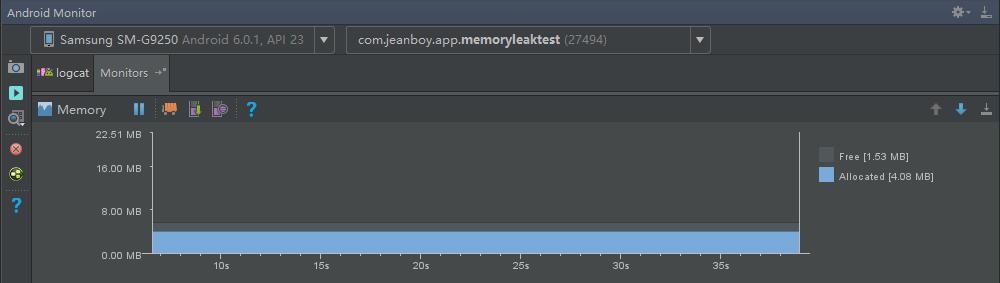 Android Monitor
Samsung SM-G9250 Android 6.0.1, API 23
com.jeanboy.app.memoryleaktest (27494)
logcat
Monitors
Memory
?
22.51 MB
16.00 MB
8.00 MB
0.00 MB
Free [1.53 MB]
Allocated [4.08 MB]
10s 15s 20s 25s 30s 35s
?